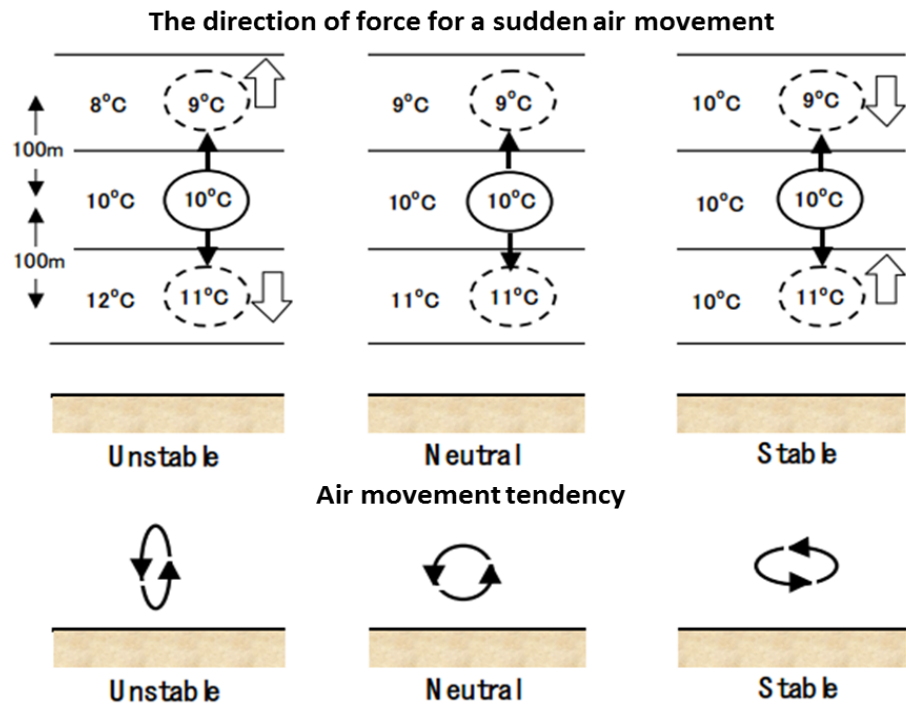 The direction of force for a sudden air movement
8°C 9°C 9°C 9°C 10°C 9°C
100m
10°C 10°C 10°C 10°C 10°C 10°C
100m
12°C 11°C 11°C 11°C 10°C 11°C
Unstable Neutral Stable
Air movement tendency
Unstable Neutral Stable